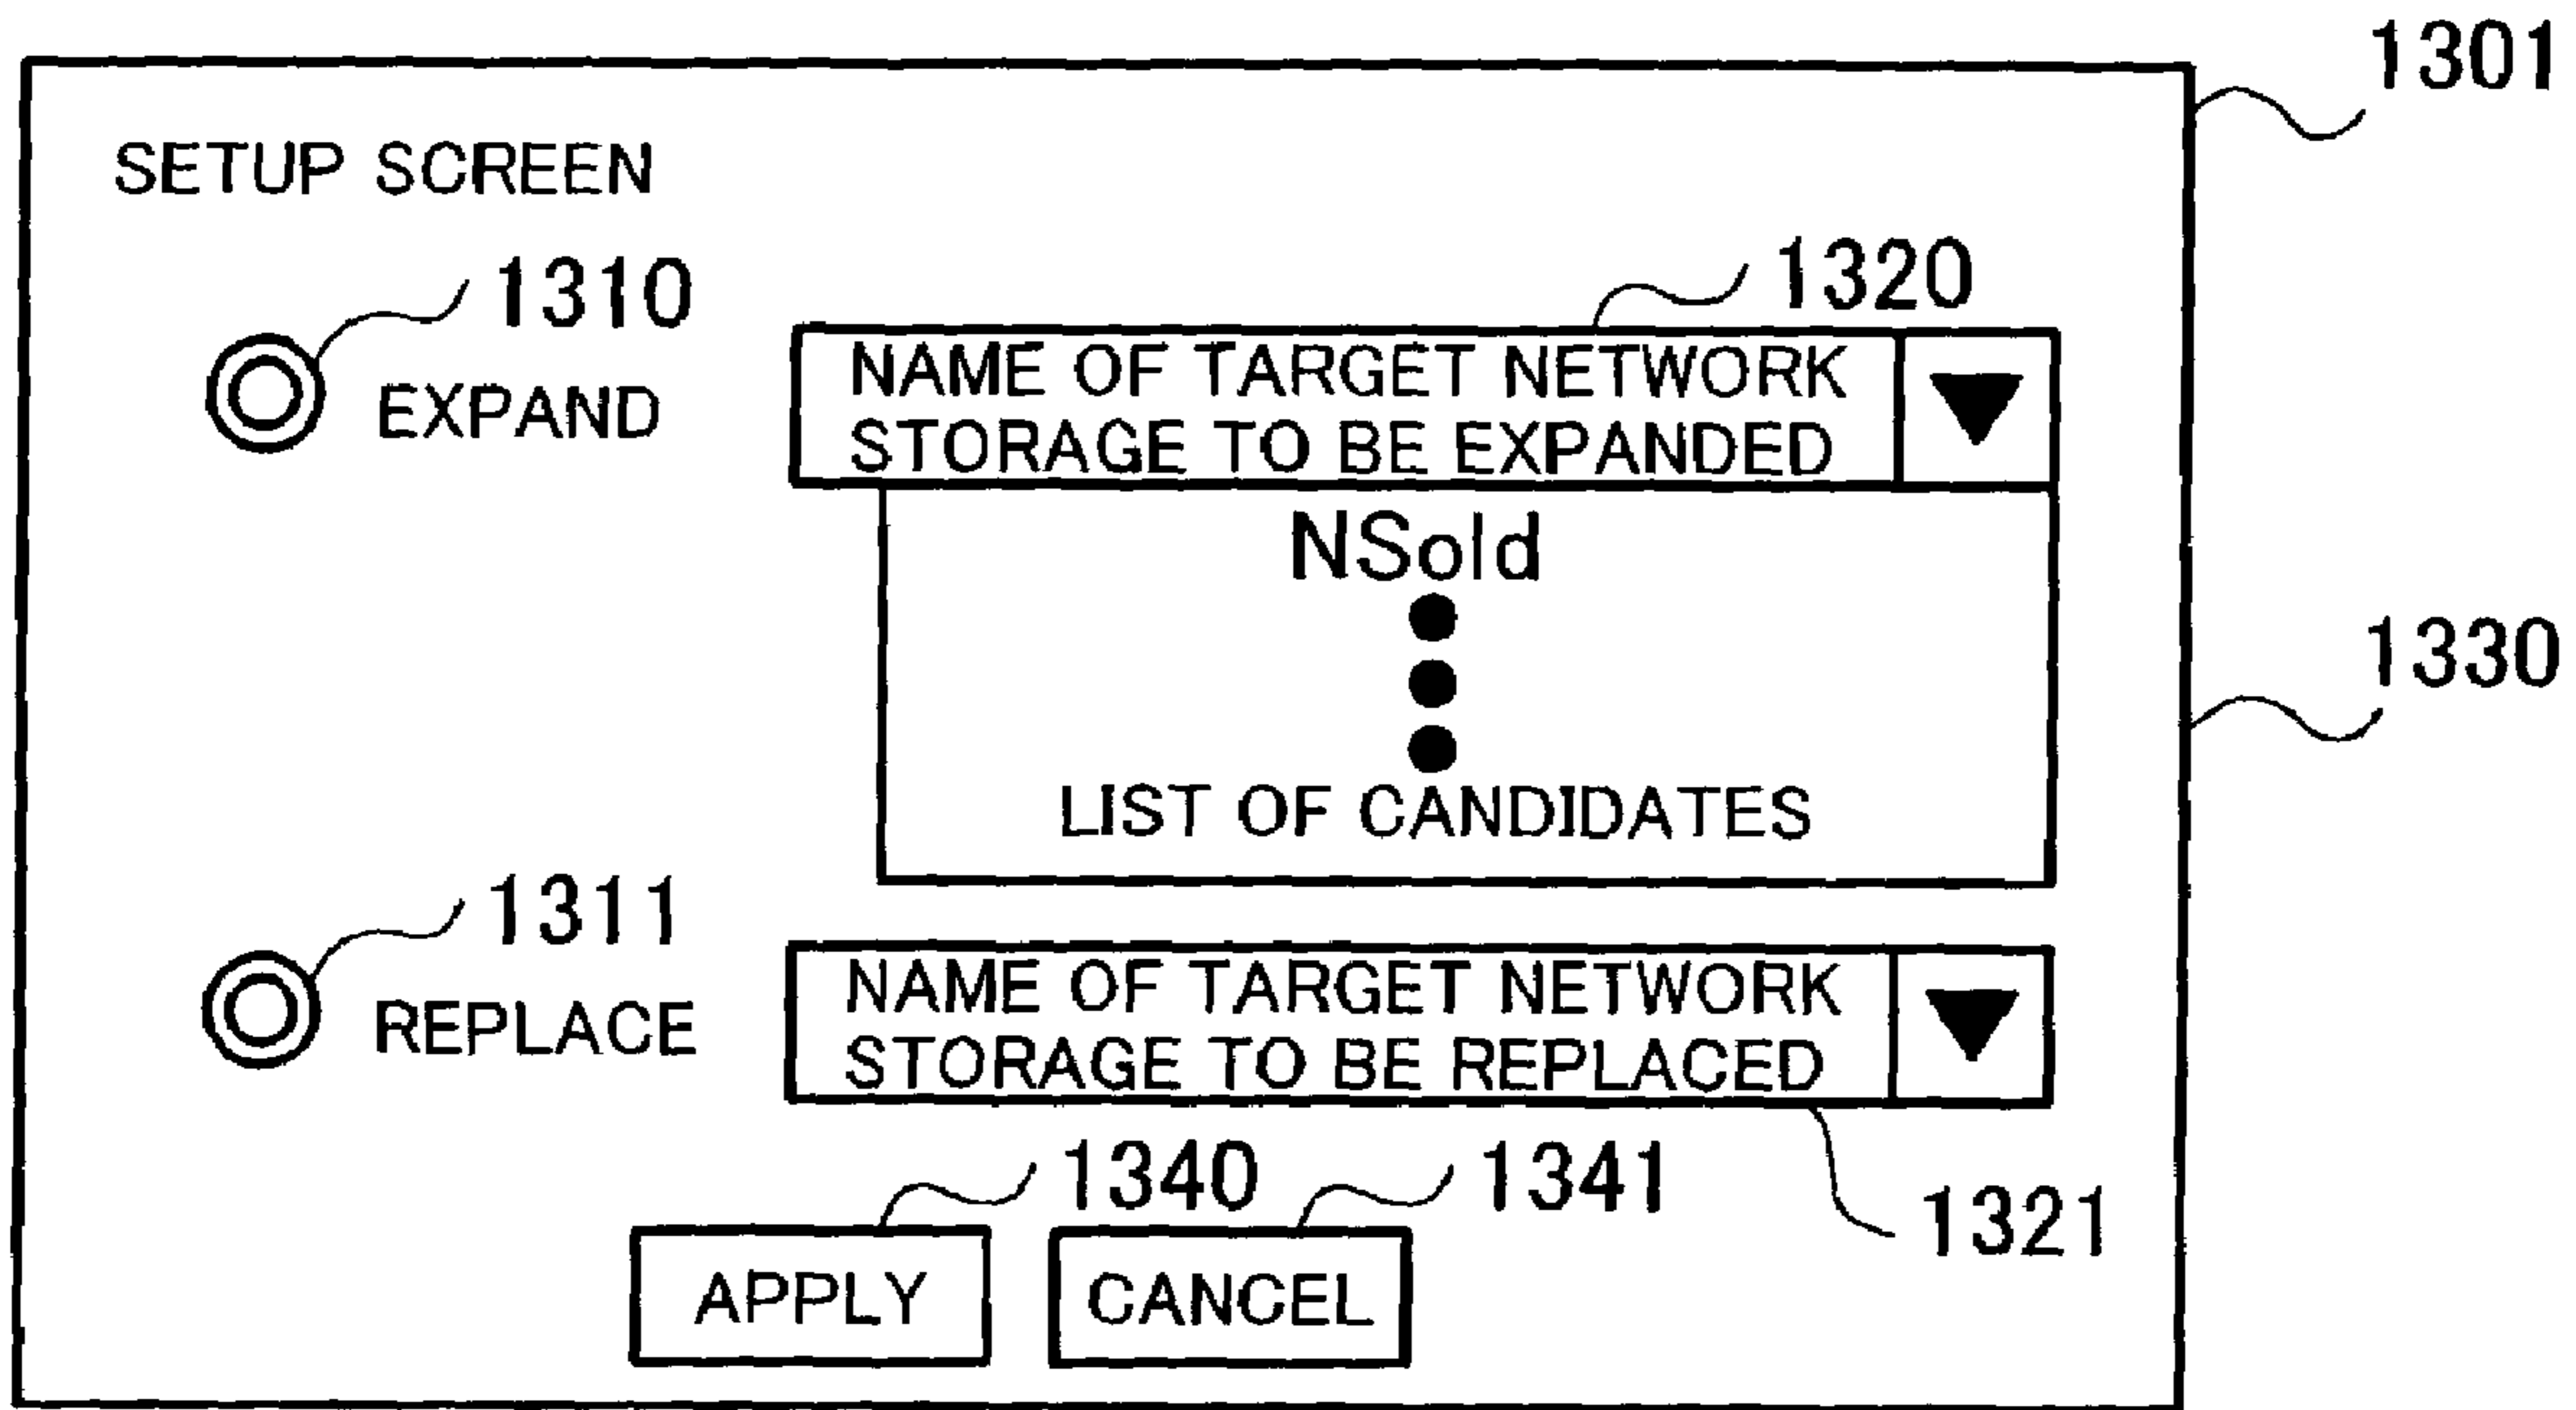 1301
SETUP SCREEN
1310
1320
EXPAND
NAME OF TARGET NETWORK
STORAGE TO BE EXPANDED
NSold
1330
LIST OF CANDIDATES
1311
REPLACE
NAME OF TARGET NETWORK
STORAGE TO BE REPLACED
1340
1341
1321
APPLY
CANCEL